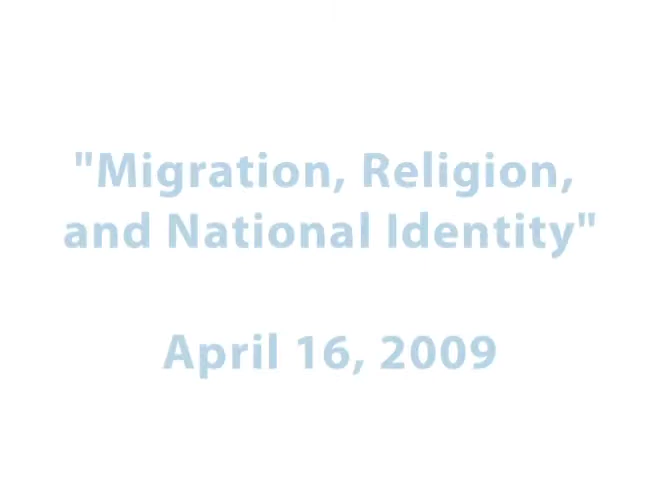 "Migration, Religion,
and National Identity"
April 16, 2009